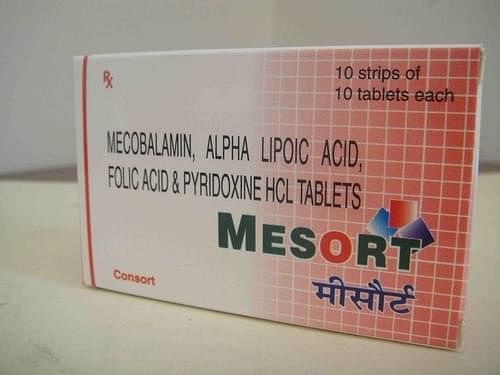 Rx
10 strips of
10 tablets each
MECOBALAMIN, ALPHA LIPOIC ACID,
FOLIC ACID & PYRIDOXINE HCL TABLETS
MESORT
मीसौर्ट
Consort